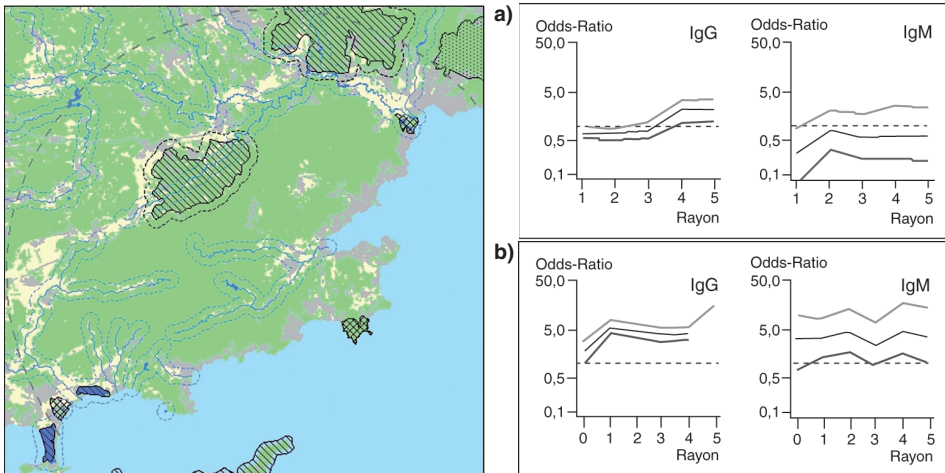 a)
Odds-Ratio
IgG
50,0
5,0
0,5
0,1
1 2 3 4 5
Rayon
Odds-Ratio
IgM
50,0
5,0
0,5
0,1
1 2 3 4 5
Rayon
b)
Odds-Ratio
IgG
50,0
5,0
0,5
0,1
0 1 2 3 4 5
Rayon
Odds-Ratio
IgM
50,0
5,0
0,5
0,1
0 1 2 3 4 5
Rayon